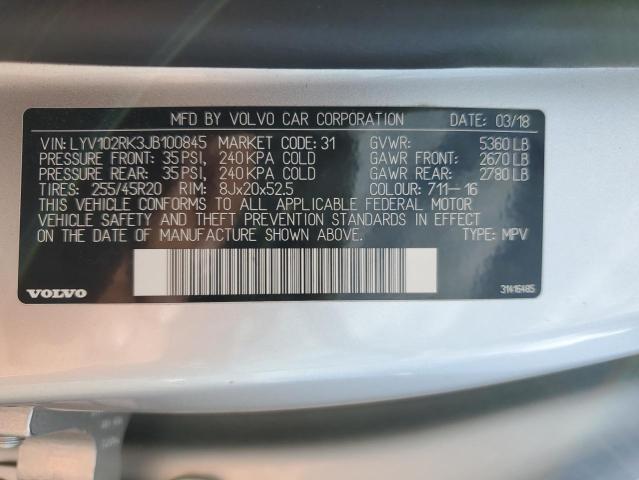 MFD BY VOLVO CAR CORPORATION DATE: 03/18
VIN: LYV102RK3JB100845 MARKET CODE: 31 GVWR: 5360 LB
PRESSURE FRONT: 35 PSI, 240 KPA COLD GAWR FRONT: 2670 LB
PRESSURE REAR: 35 PSI, 240 KPA COLD GAWR REAR: 2780 LB
TIRES: 255/45R20 RIM: 8Jx20x52.5 COLOUR: 711-16
THIS VEHICLE CONFORMS TO ALL APPLICABLE FEDERAL MOTOR
VEHICLE SAFETY AND THEFT PREVENTION STANDARDS IN EFFECT
ON THE DATE OF MANUFACTURE SHOWN ABOVE. TYPE: MPV
VOLVO 31416485